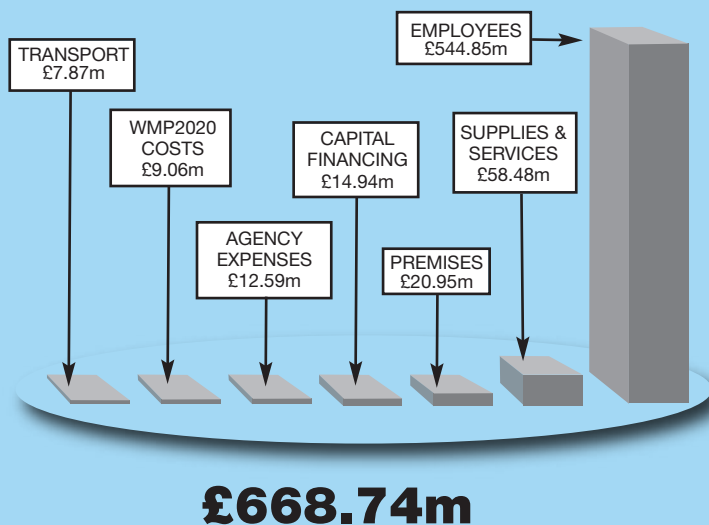 TRANSPORT
£7.87m
WMP2020
COSTS
£9.06m
AGENCY
EXPENSES
£12.59m
CAPITAL
FINANCING
£14.94m
PREMISES
£20.95m
SUPPLIES &
SERVICES
£58.48m
EMPLOYEES
£544.85m
£668.74m